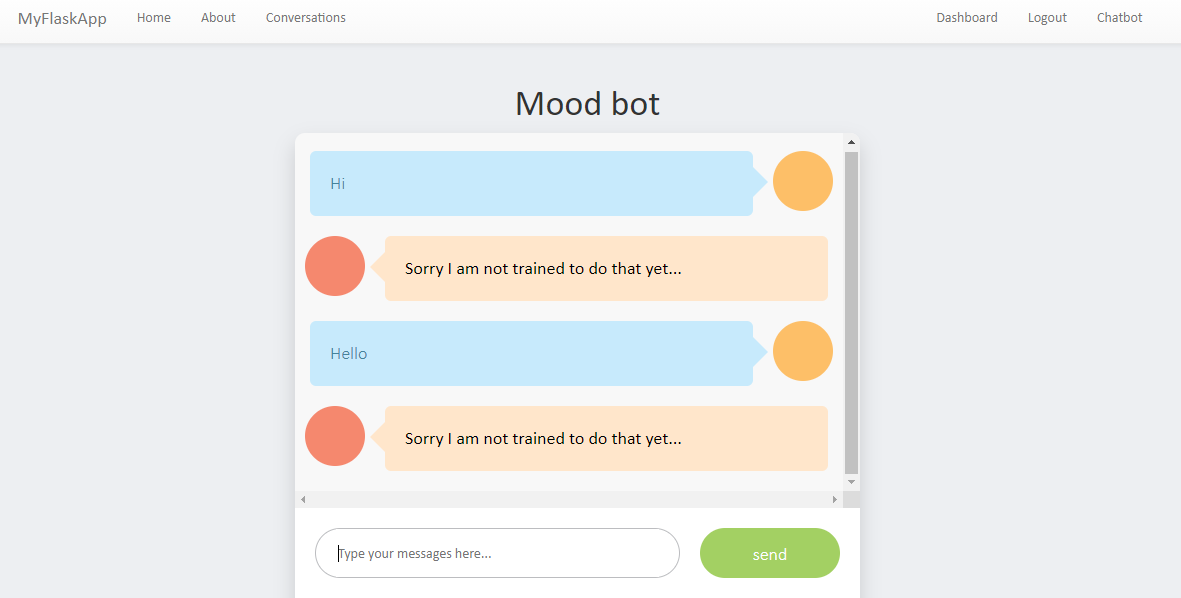 MyFlaskApp Home About Conversations Dashboard Logout Chatbot
Mood bot
Hi
Sorry I am not trained to do that yet...
Hello
Sorry I am not trained to do that yet...
Type your messages here... send